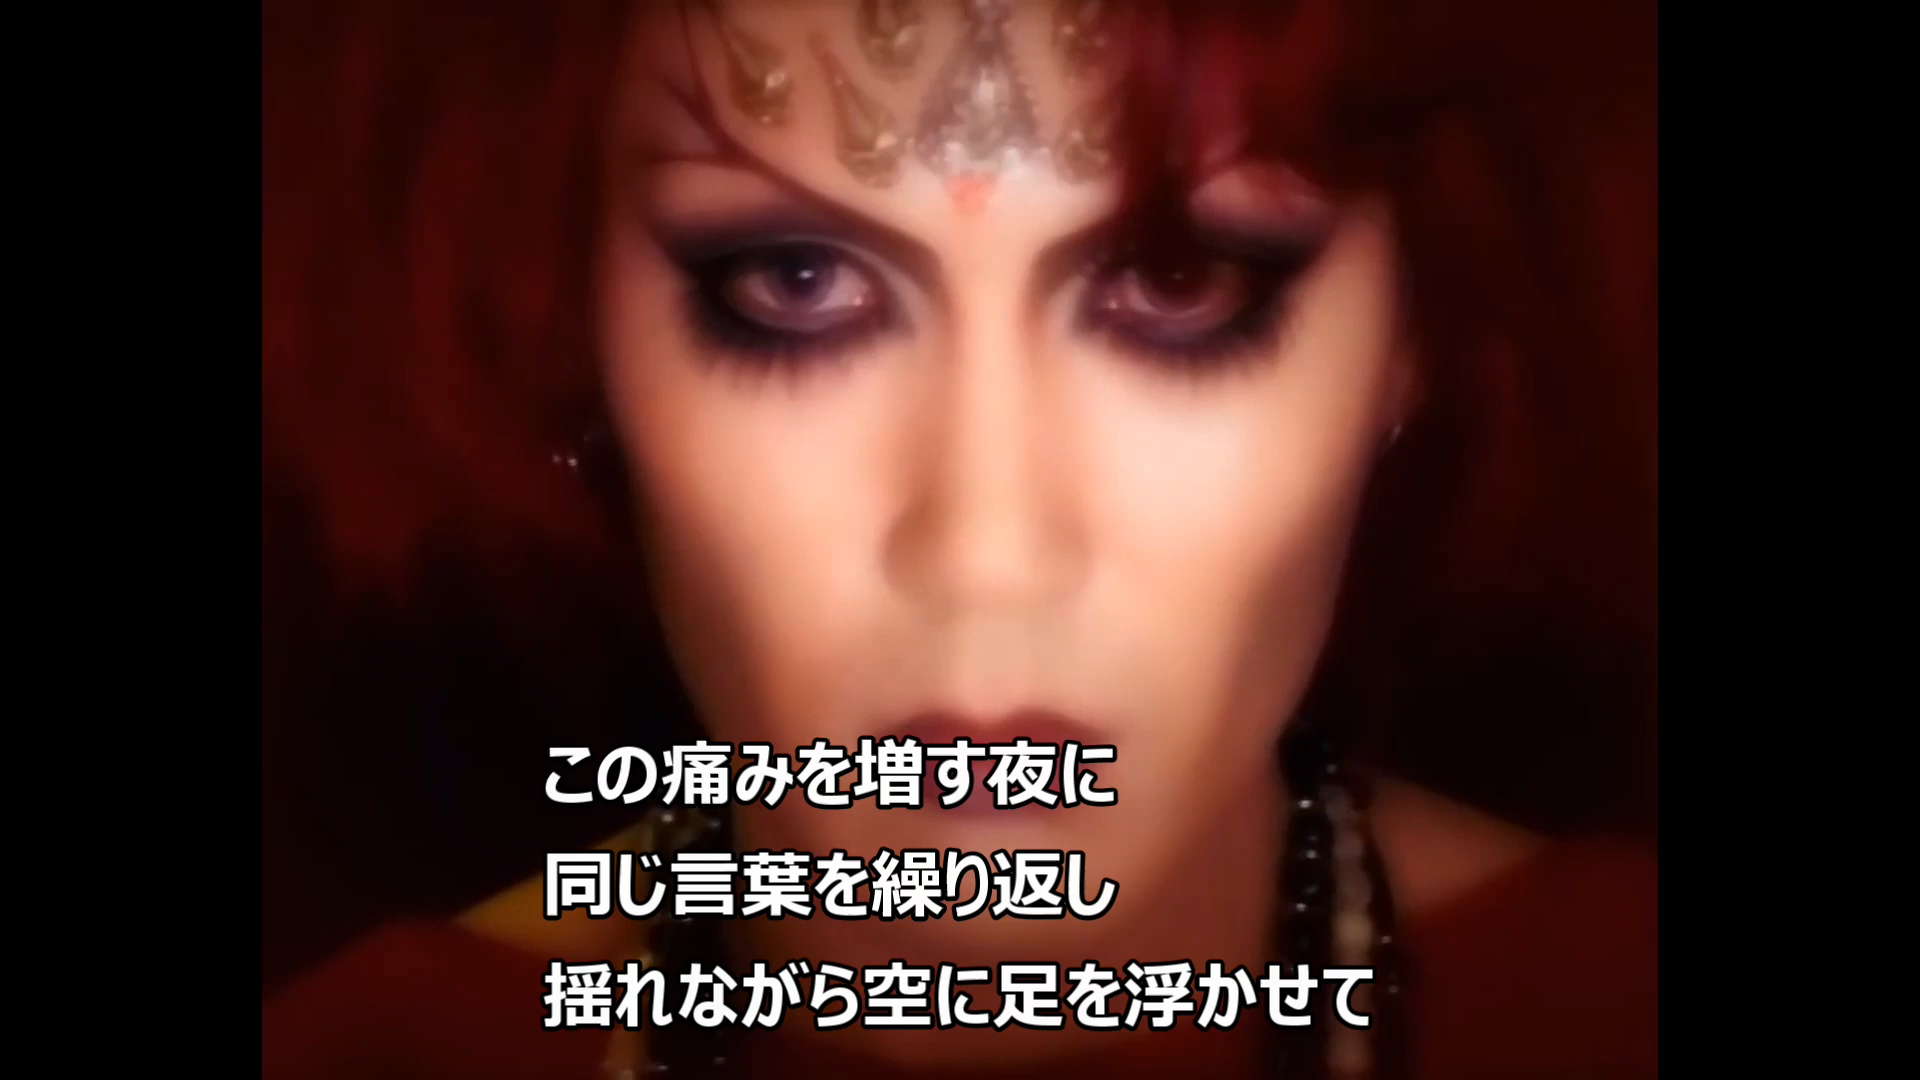 この痛みを増す夜に
同じ言葉を繰り返し
揺れながら空に足を浮かせて